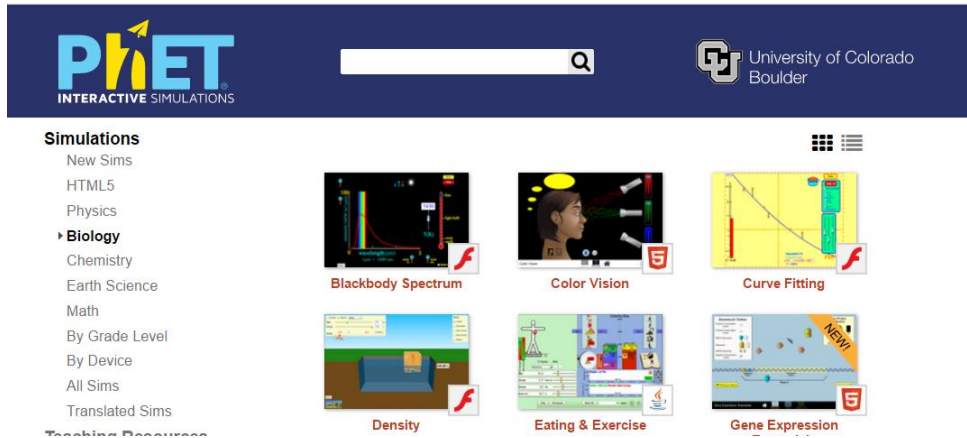 PhET
INTERACTIVE SIMULATIONS
University of Colorado
Boulder
Simulations
New Sims
HTML5
Physics
Biology
Chemistry
Earth Science
Math
By Grade Level
By Device
All Sims
Translated Sims
Teaching Resources
Blackbody Spectrum
Color Vision
Curve Fitting
Density
Eating & Exercise
NEW!
Gene Expression